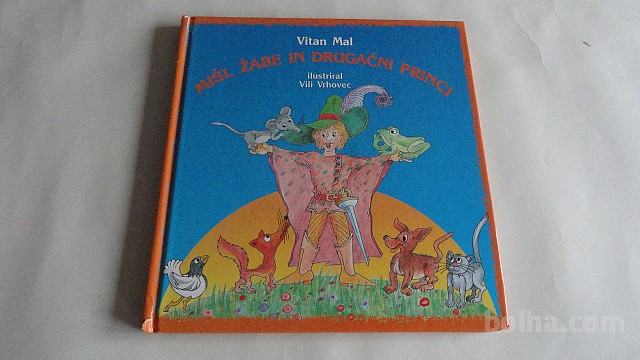 Vitan Mal
MIŠI, ŽABE IN DRUGAČNI PRINCI
ilustriral
Vili Vrhovec
bolha.com